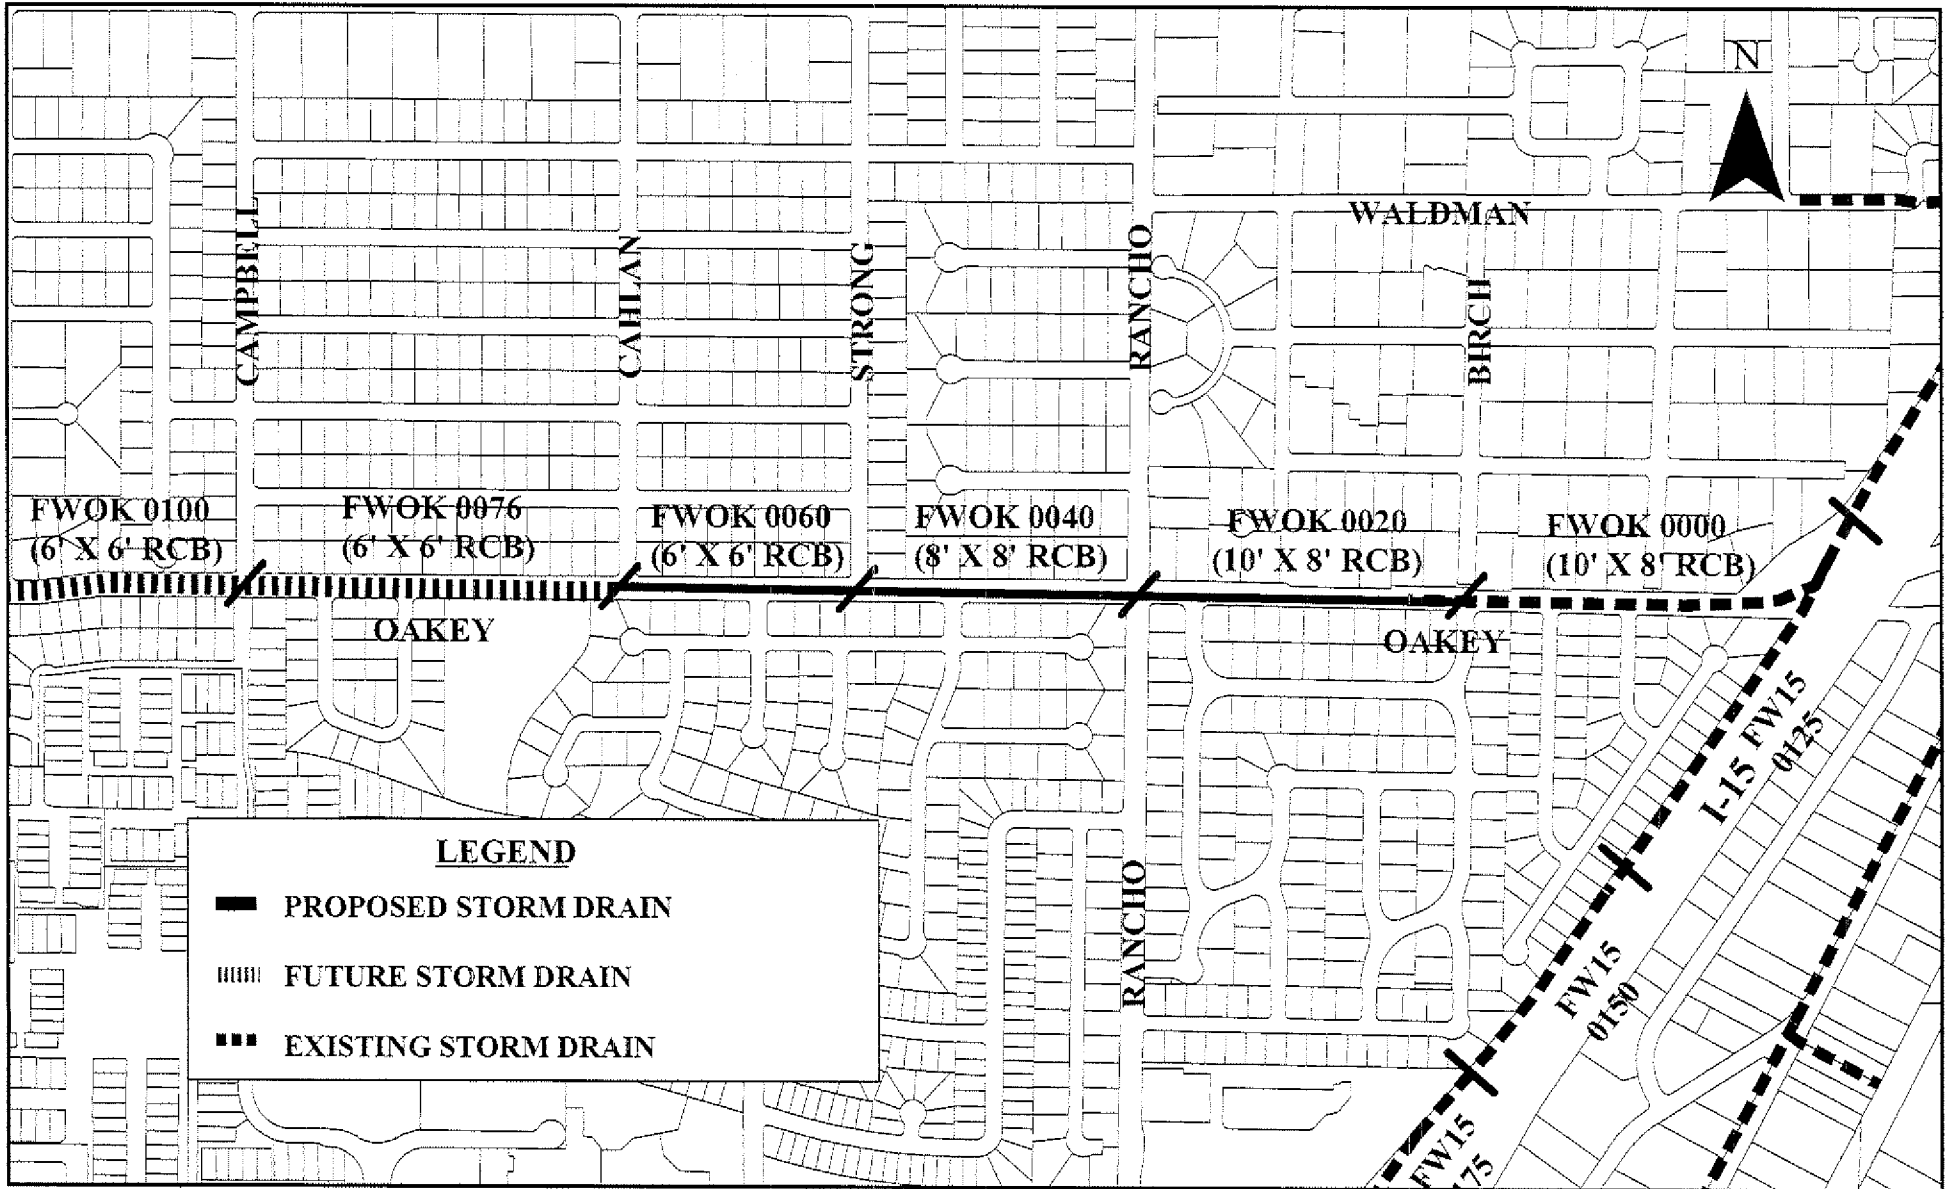 N
WALDMAN
CAMPBELL
CAHLAN
STRONG
RANCHO
BIRCH
FWOK 0100
(6' X 6' RCB)
FWOK 0076
(6' X 6' RCB)
FWOK 0060
(6' X 6' RCB)
FWOK 0040
(8' X 8' RCB)
FWOK 0020
(10' X 8' RCB)
FWOK 0000
(10' X 8' RCB)
OAKEY
OAKEY
I-15 FW15
0125
LEGEND
PROPOSED STORM DRAIN
FUTURE STORM DRAIN
EXISTING STORM DRAIN
RANCHO
FW15
0150
FW15